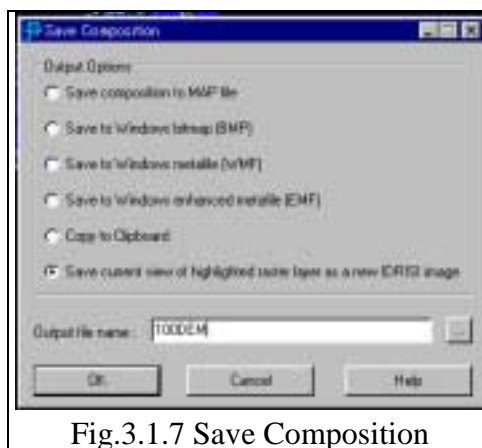 Save Composition
Output Options
Save composition to MAP file
Save to Windows bitmap (BMP)
Save to Windows metafile (WMF)
Save to Windows enhanced metafile (EMF)
Copy to Clipboard
Save current view of highlighted raster layer as a new IDRISI image
Output file name:
...
OK
Cancel
Help
Fig.3.1.7 Save Composition